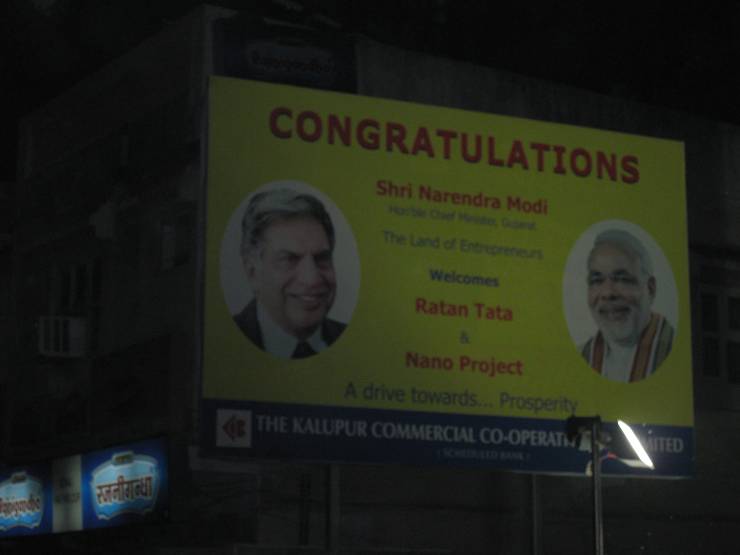 CONGRATULATIONS
Shri Narendra Modi
Hon'ble Chief Minister, Gujarat
The Land of Entrepreneurs
Welcomes
Ratan Tata
&
Nano Project
A drive towards... Prosperity
THE KALUPUR COMMERCIAL CO-OPERATI MITED
( SCHEDULED BANK )
रजनीगन्धा